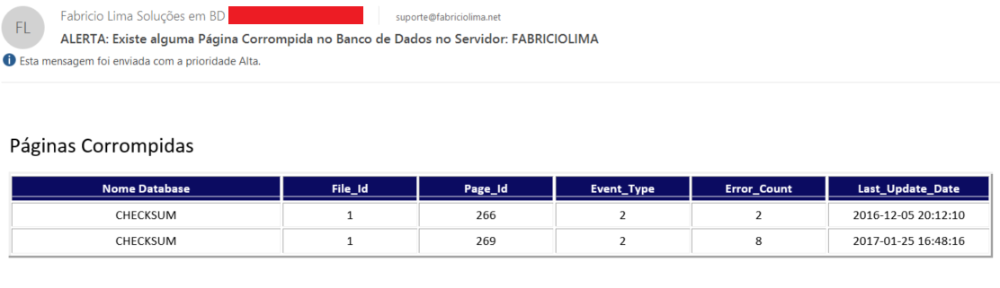 FL
Fabricio Lima Soluções em BD
suporte@fabriciolima.net
ALERTA: Existe alguma Página Corrompida no Banco de Dados no Servidor: FABRICIOLIMA
Esta mensagem foi enviada com a prioridade Alta.
Páginas Corrompidas
Nome Database File_Id Page_Id Event_Type Error_Count Last_Update_Date
CHECKSUM 1 266 2 2 2016-12-05 20:12:10
CHECKSUM 1 269 2 8 2017-01-25 16:48:16